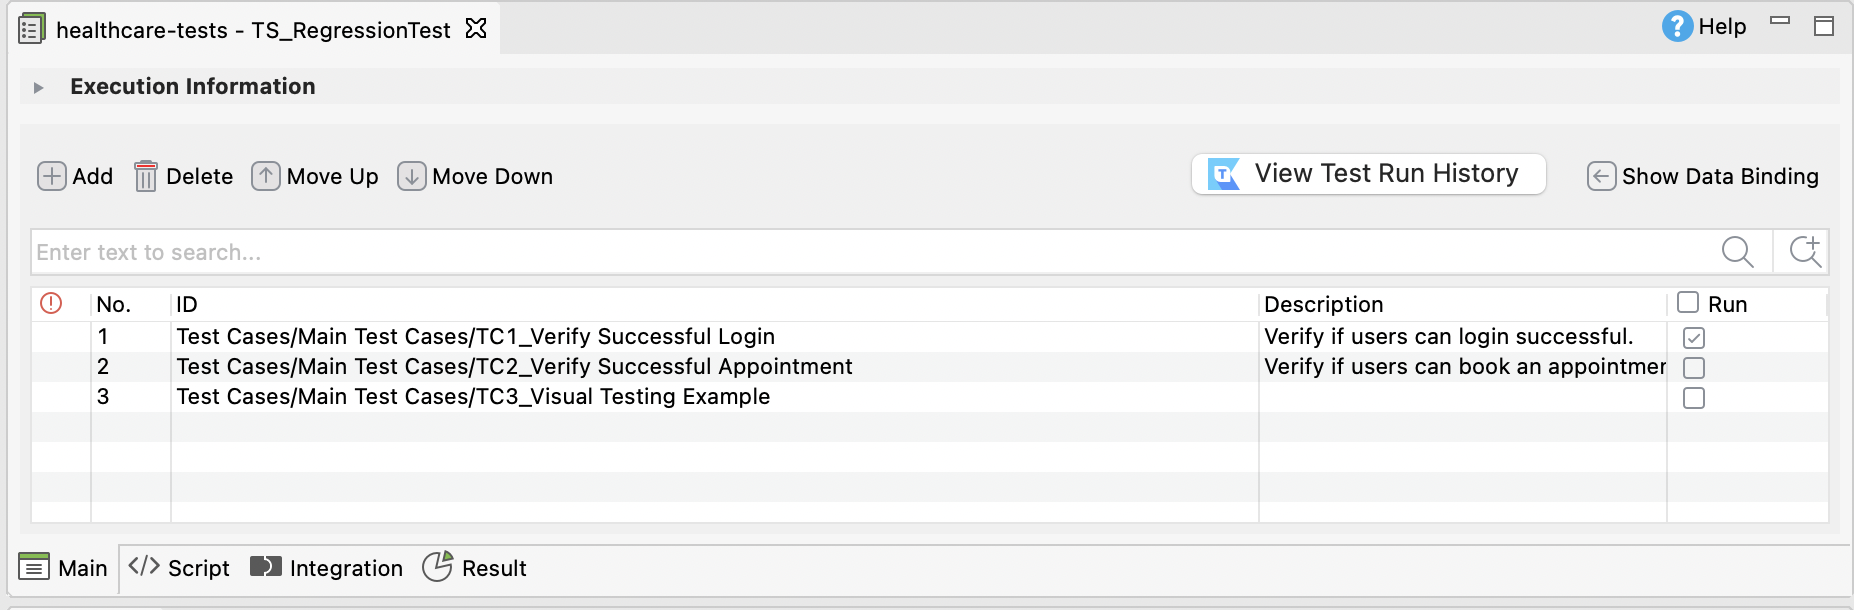 healthcare-tests - TS_RegressionTest
Help
Execution Information
Add Delete Move Up Move Down View Test Run History Show Data Binding
Enter text to search...
No. ID Description Run
1 Test Cases/Main Test Cases/TC1_Verify Successful Login Verify if users can login successful.
2 Test Cases/Main Test Cases/TC2_Verify Successful Appointment Verify if users can book an appointmer
3 Test Cases/Main Test Cases/TC3_Visual Testing Example
Main Script Integration Result